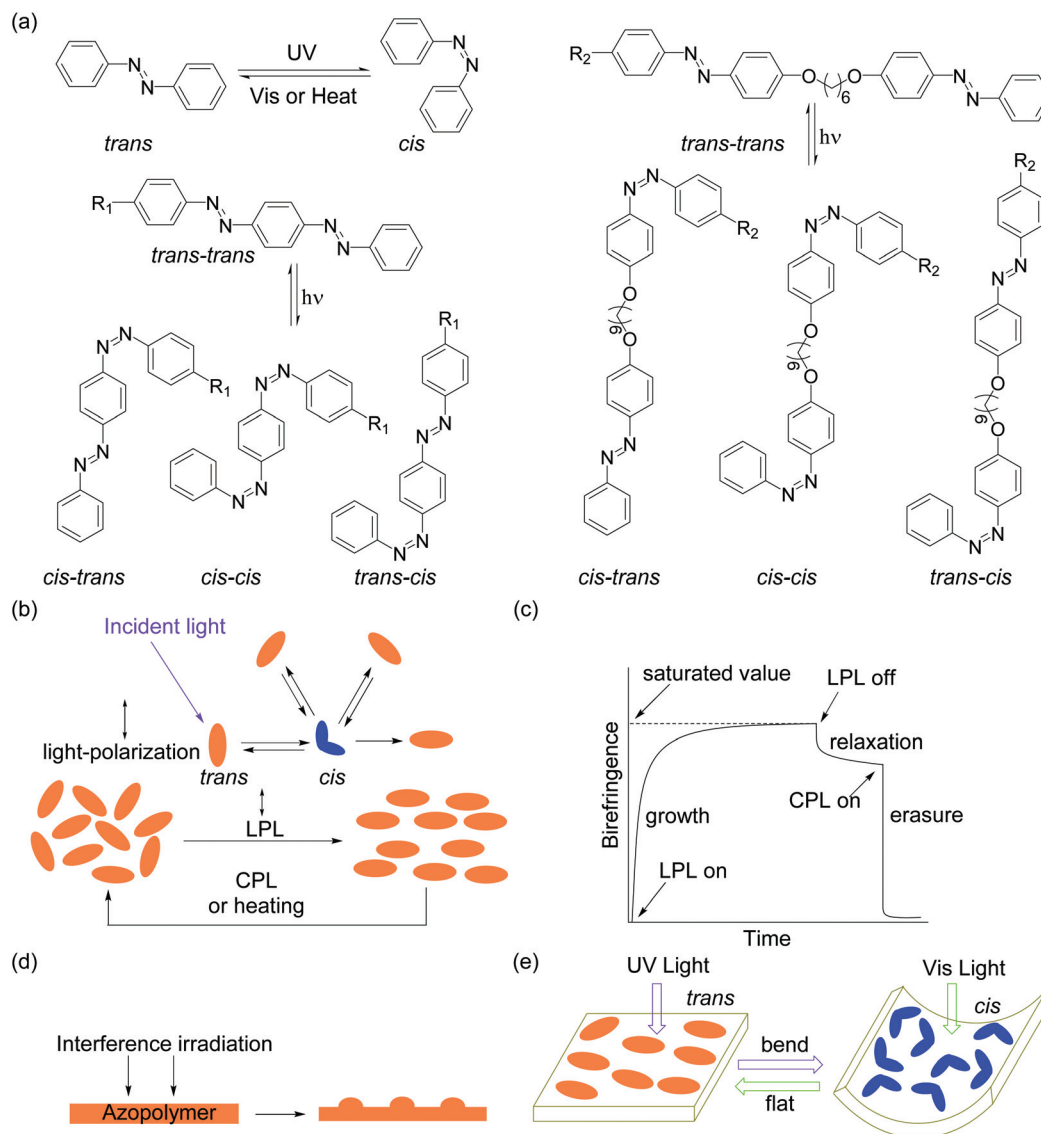 (a)
UV
Vis or Heat
trans
cis
R1
N
N
trans-trans
hν
N
N
R1
N
N
cis-trans
N
N
R1
N
N
cis-cis
R1
N
N
N
N
trans-cis
R2
N
N
O
6
O
N
N
trans-trans
hν
N
N
R2
O
6
O
N
N
cis-trans
N
N
R2
O
6
O
N
N
cis-cis
R2
N
N
O
6
O
N
N
trans-cis
(b)
Incident light
light-polarization
trans
cis
LPL
CPL
or heating
(c)
saturated value
LPL off
relaxation
CPL on
growth
erasure
LPL on
Birefringence
Time
(d)
Interference irradiation
Azopolymer
(e)
UV Light
trans
bend
flat
Vis Light
cis